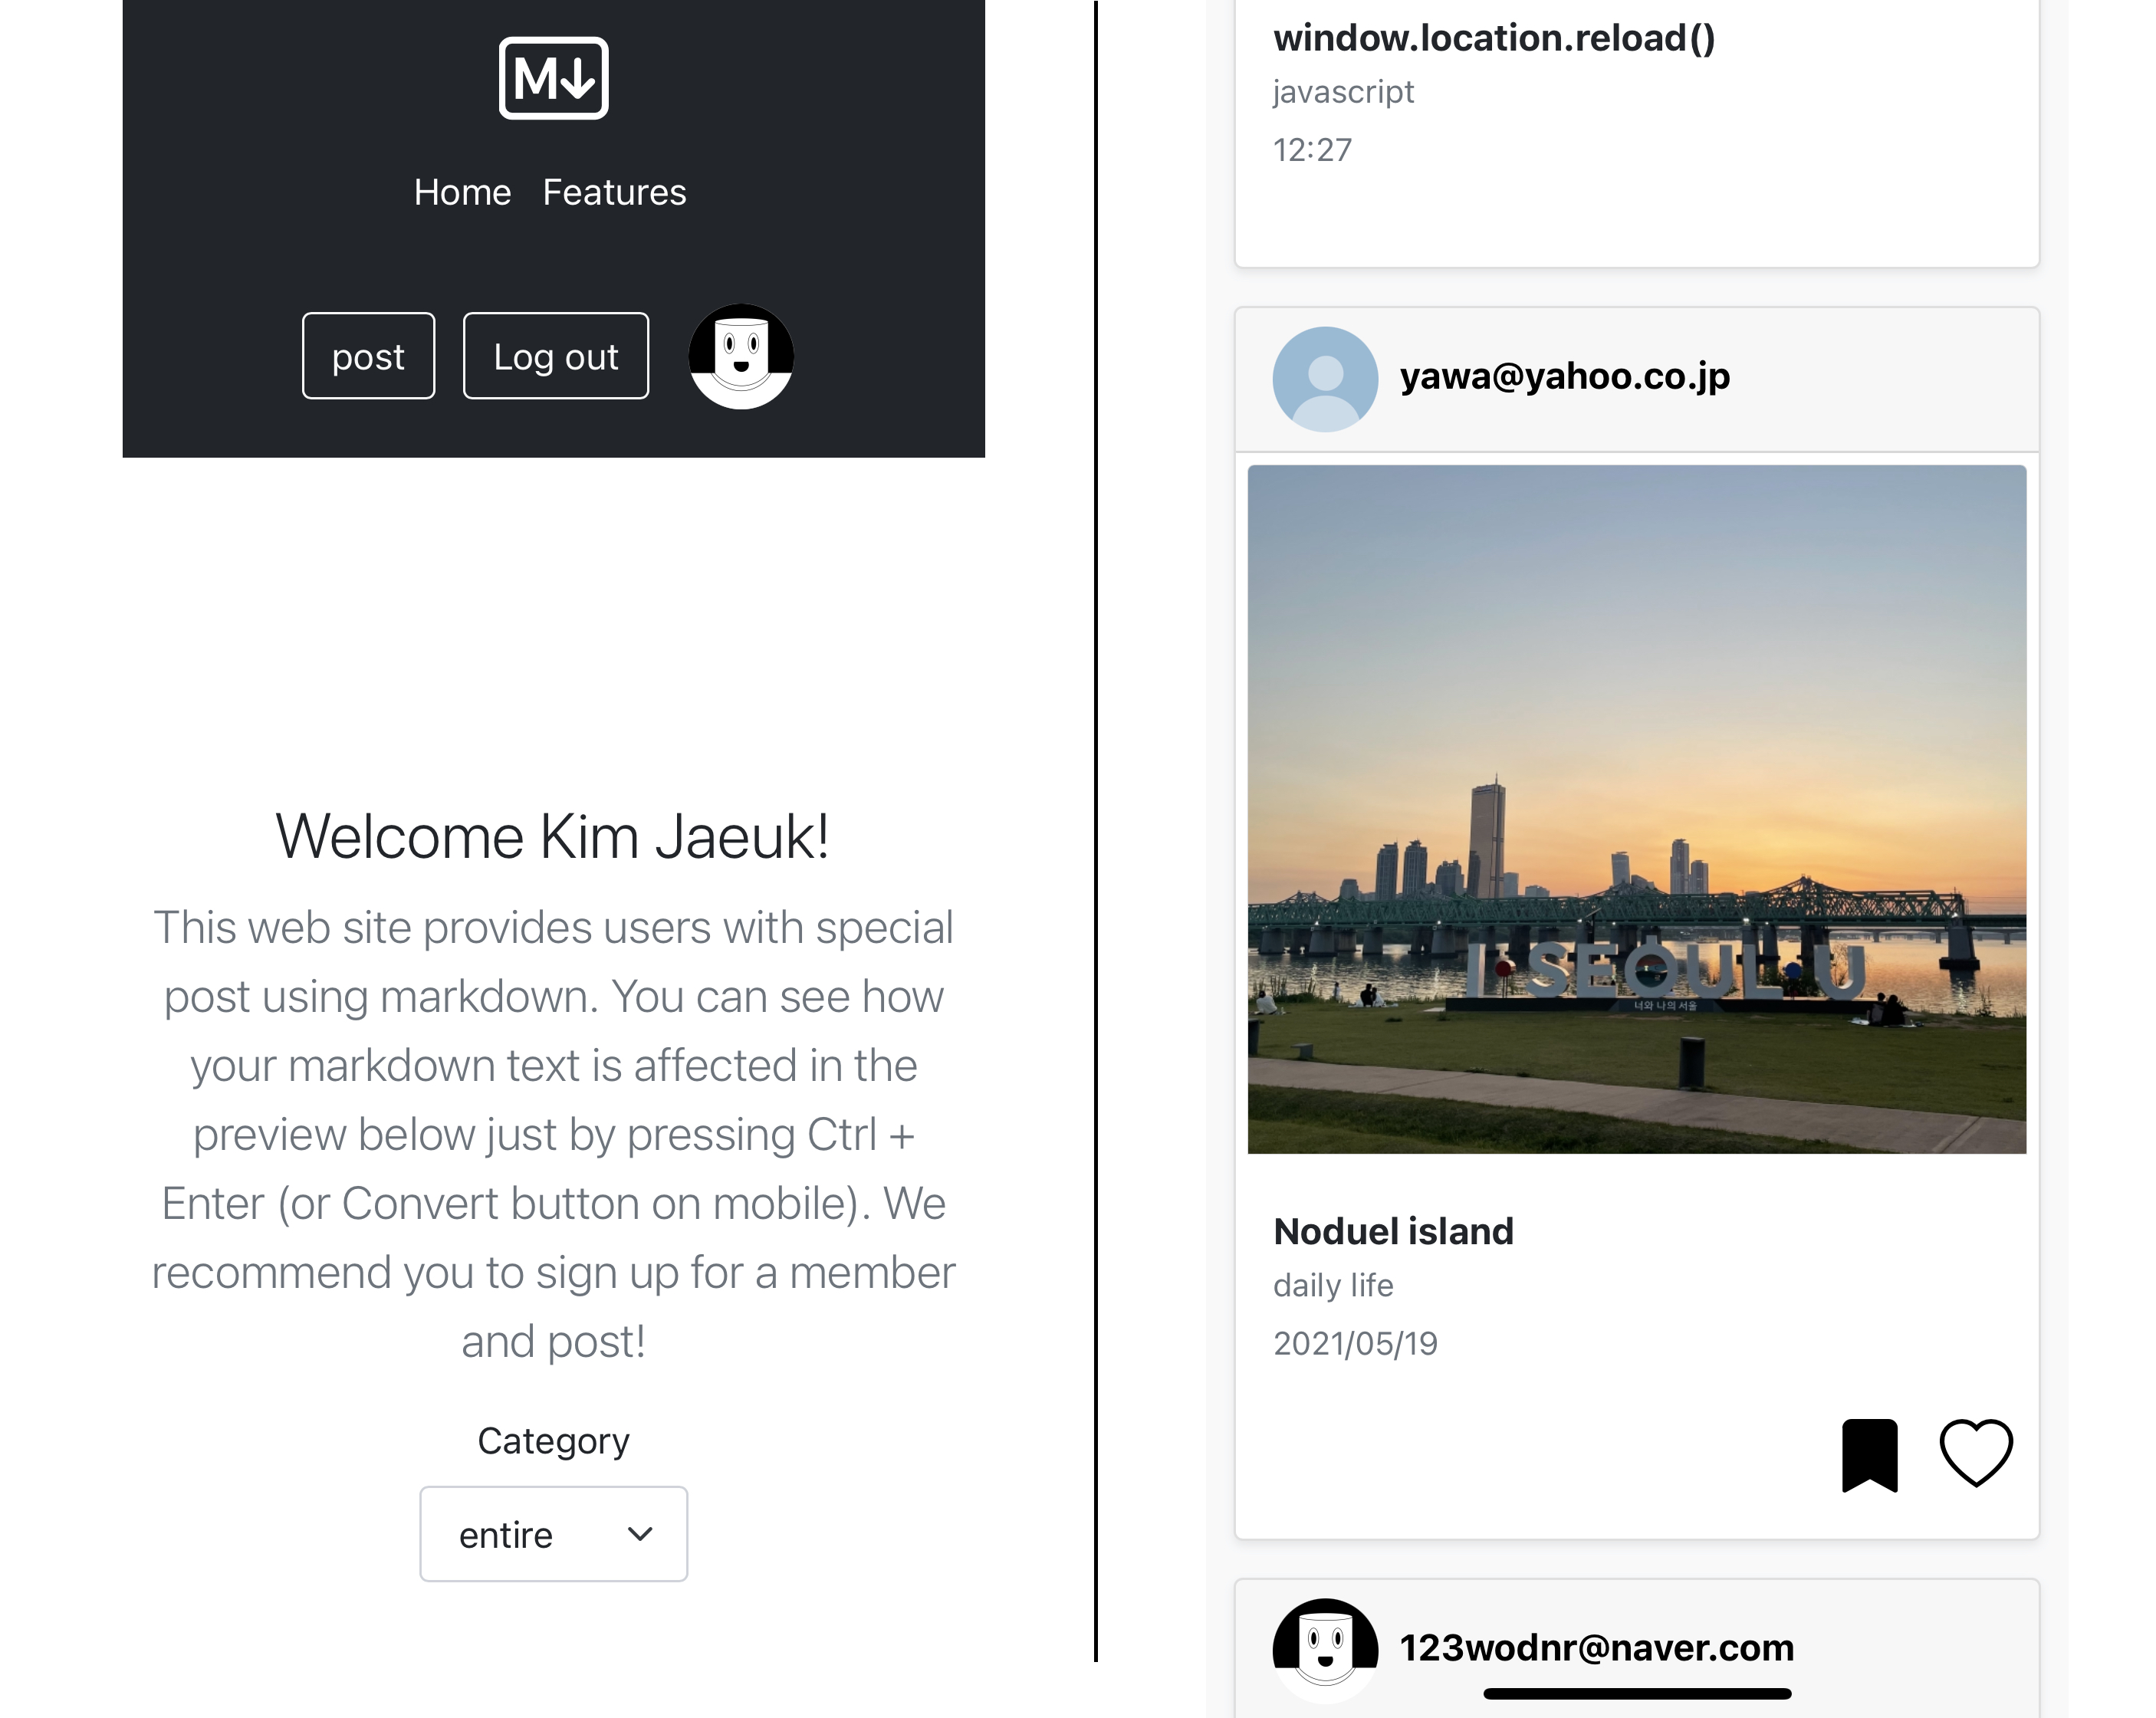 M
Home Features
post Log out
Welcome Kim Jaeuk!
This web site provides users with special
post using markdown. You can see how
your markdown text is affected in the
preview below just by pressing Ctrl +
Enter (or Convert button on mobile). We
recommend you to sign up for a member
and post!
Category
entire
window.location.reload()
javascript
12:27
yawa@yahoo.co.jp
I SEOUL U
너와 나의 서울
Noduel island
daily life
2021/05/19
123wodnr@naver.com